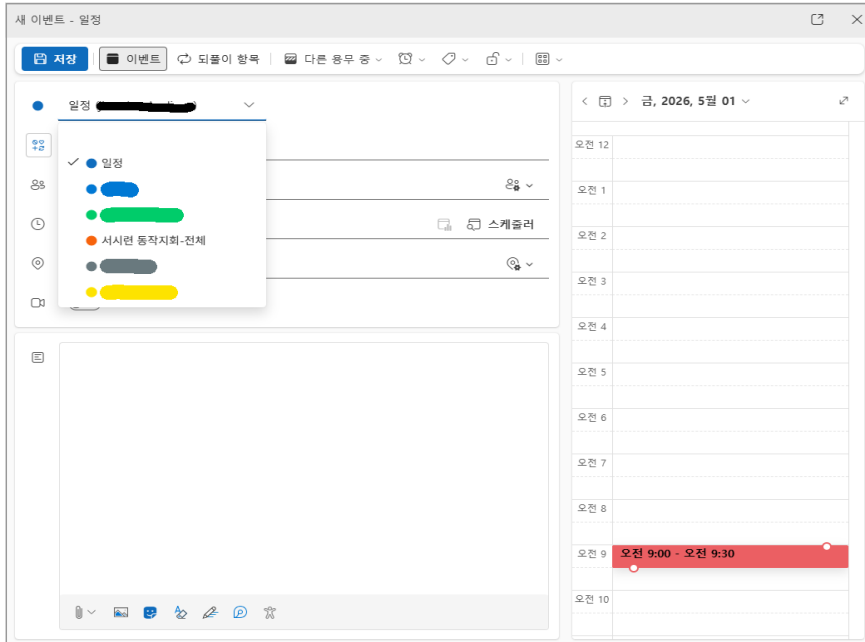 새 이벤트 - 일정
저장 이벤트 되풀이 항목 다른 용무 중
일정
금, 2026, 5월 01
일정
서시련 동작지회-전체
스케줄러
오전 12
오전 1
오전 2
오전 3
오전 4
오전 5
오전 6
오전 7
오전 8
오전 9 오전 9:00 - 오전 9:30
오전 10